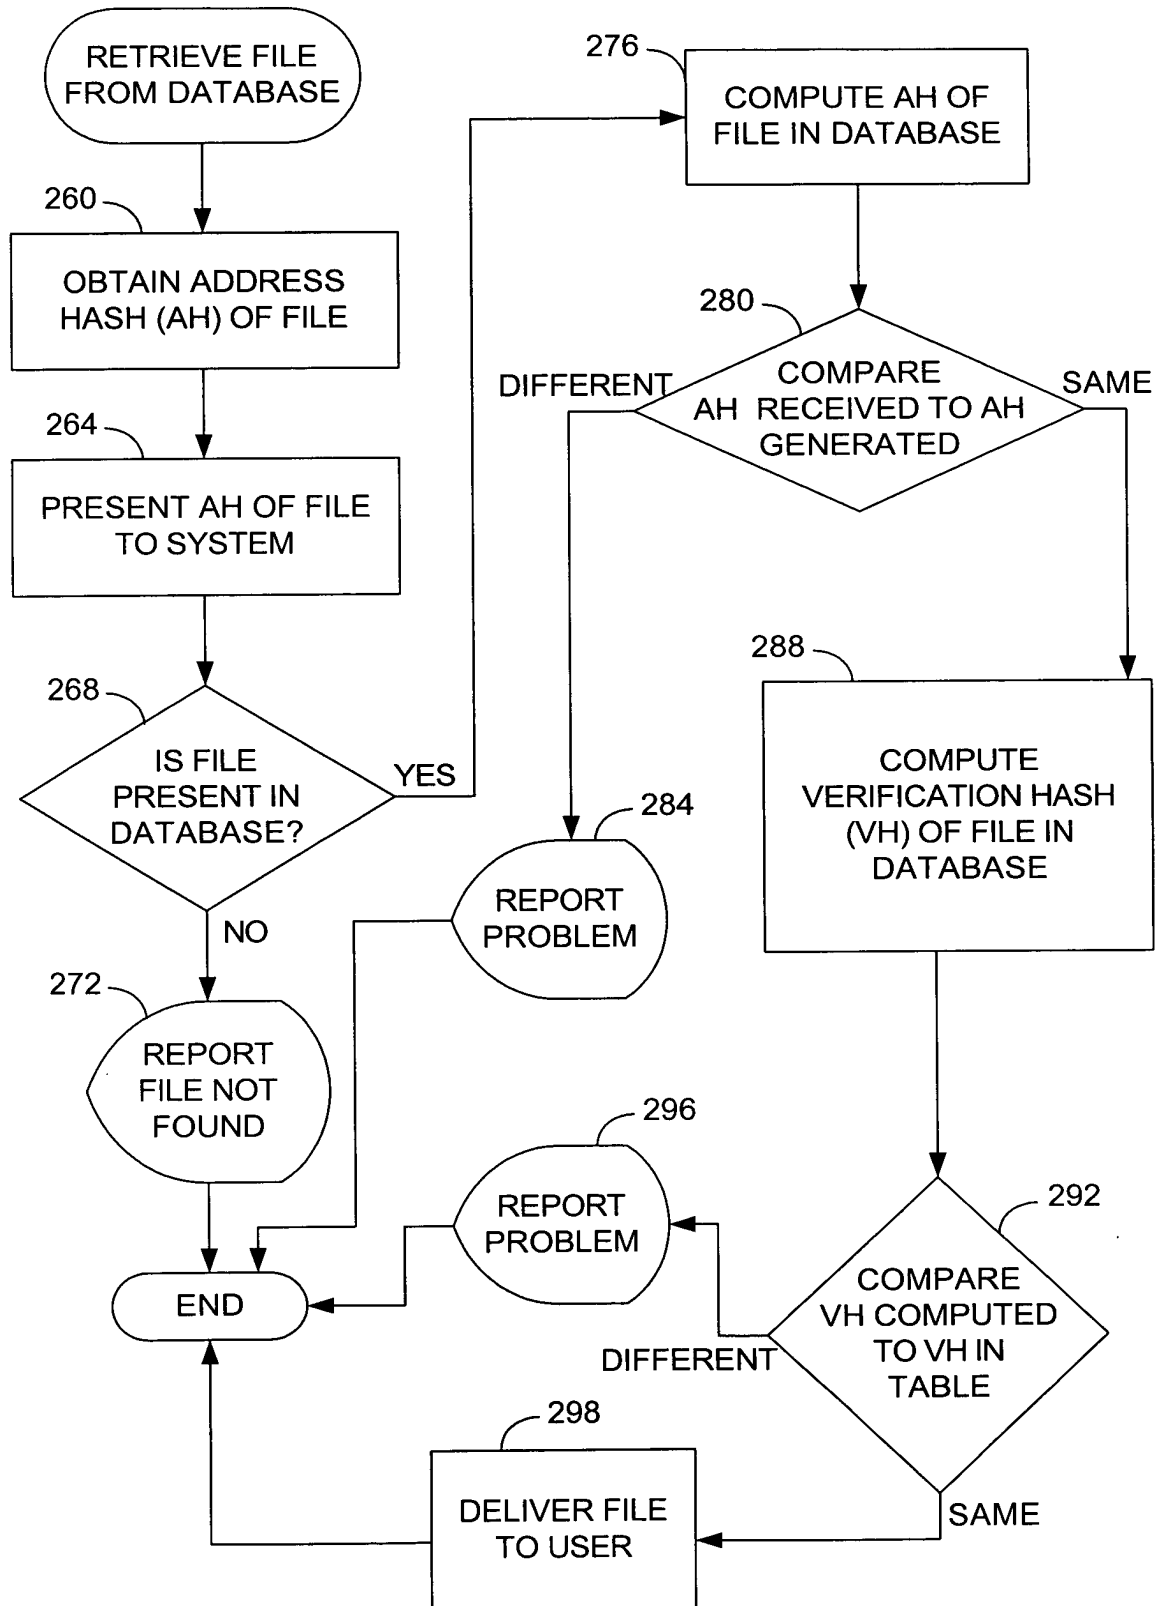 RETRIEVE FILE
FROM DATABASE
260
OBTAIN ADDRESS
HASH (AH) OF FILE
264
PRESENT AH OF FILE
TO SYSTEM
268
IS FILE
PRESENT IN
DATABASE?
YES
NO
272
REPORT
FILE NOT
FOUND
END
276
COMPUTE AH OF
FILE IN DATABASE
280
COMPARE
AH RECEIVED TO AH
GENERATED
DIFFERENT
SAME
284
REPORT
PROBLEM
288
COMPUTE
VERIFICATION HASH
(VH) OF FILE IN
DATABASE
292
COMPARE
VH COMPUTED
TO VH IN
TABLE
DIFFERENT
SAME
296
REPORT
PROBLEM
298
DELIVER FILE
TO USER